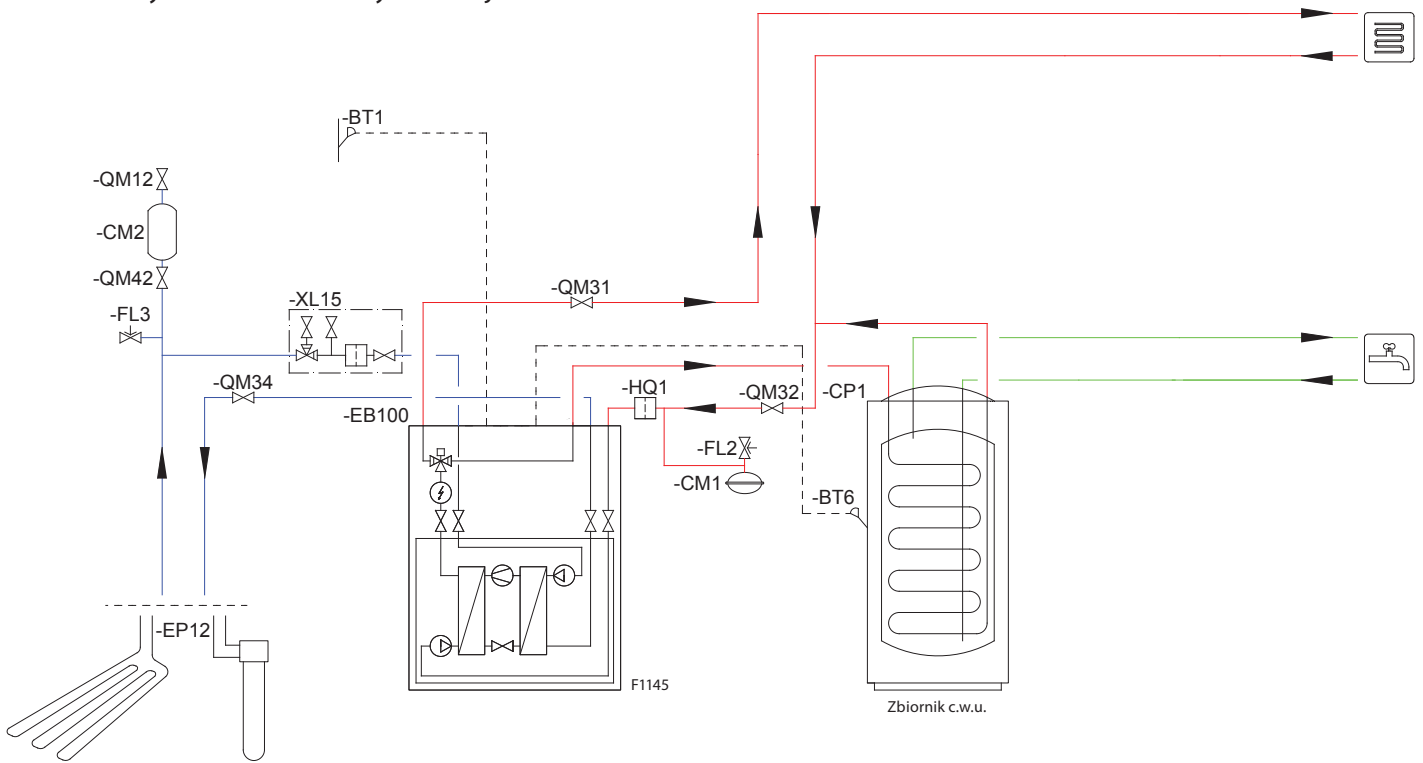 -BT1
-QM12
-CM2
-QM42
-QM31
-XL15
-FL3
-QM34
-HQ1
-QM32
-CP1
-EB100
-FL2
-CM1
-BT6
-EP12
F1145
Zbiornik c.w.u.